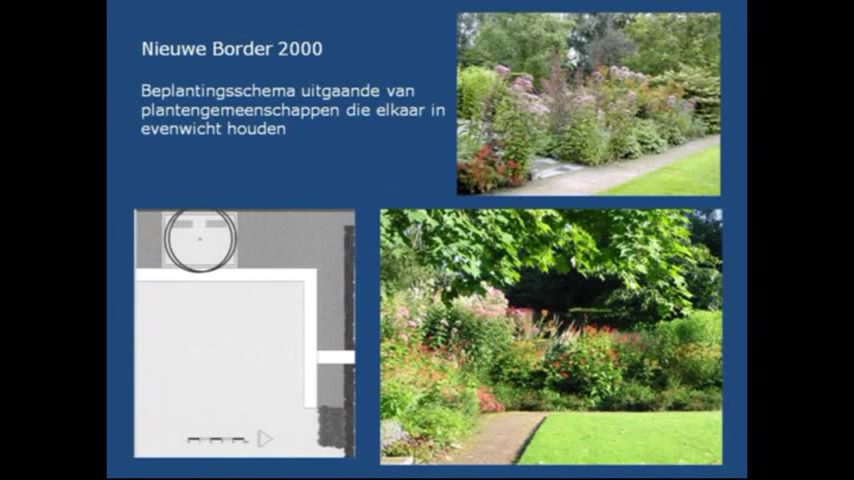 Nieuwe Border 2000
Beplantingsschema uitgaande van
plantengemeenschappen die elkaar in
evenwicht houden